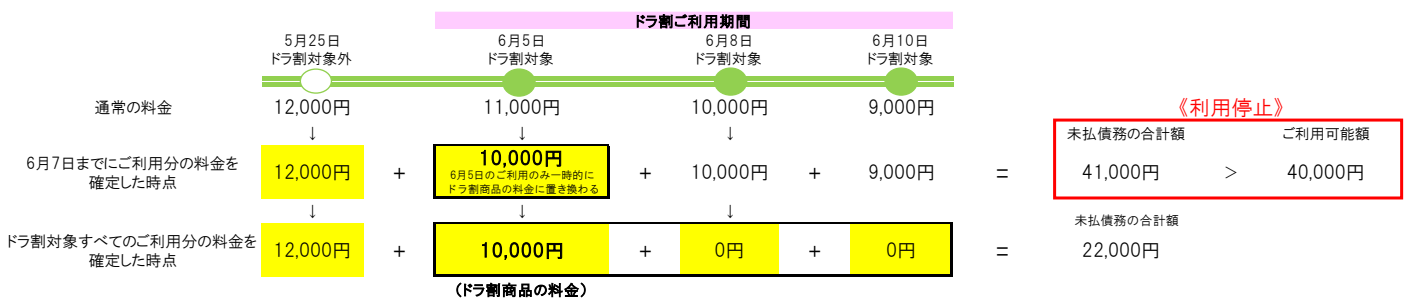 ドラ割ご利用期間
5月25日 6月5日 6月8日 6月10日
ドラ割対象外 ドラ割対象 ドラ割対象 ドラ割対象
通常の料金 12,000円 11,000円 10,000円 9,000円
《利用停止》
↓ ↓ ↓
未払債務の合計額 ご利用可能額
6月7日までにご利用分の料金を
確定した時点
12,000円 + 10,000円
6月5日のご利用のみ一時的に
ドラ割商品の料金に置き換わる
+ 10,000円 + 9,000円 = 41,000円 > 40,000円
↓ ↓ ↓
未払債務の合計額
ドラ割対象すべてのご利用分の料金を
確定した時点
12,000円 + 10,000円 + 0円 + 0円 = 22,000円
(ドラ割商品の料金)